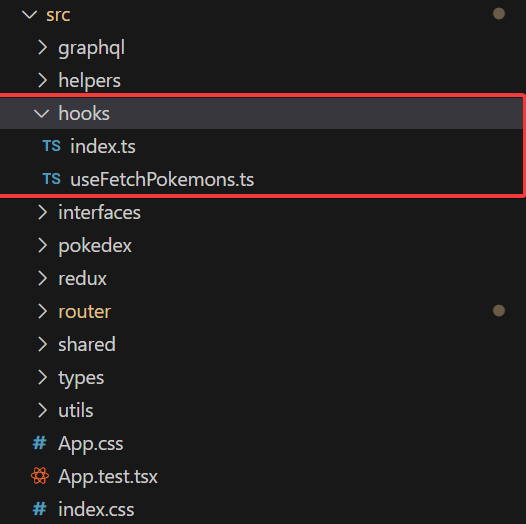 src
graphql
helpers
hooks
TS index.ts
TS useFetchPokemons.ts
interfaces
pokedex
redux
router
shared
types
utils
# App.css
App.test.tsx
# index.css